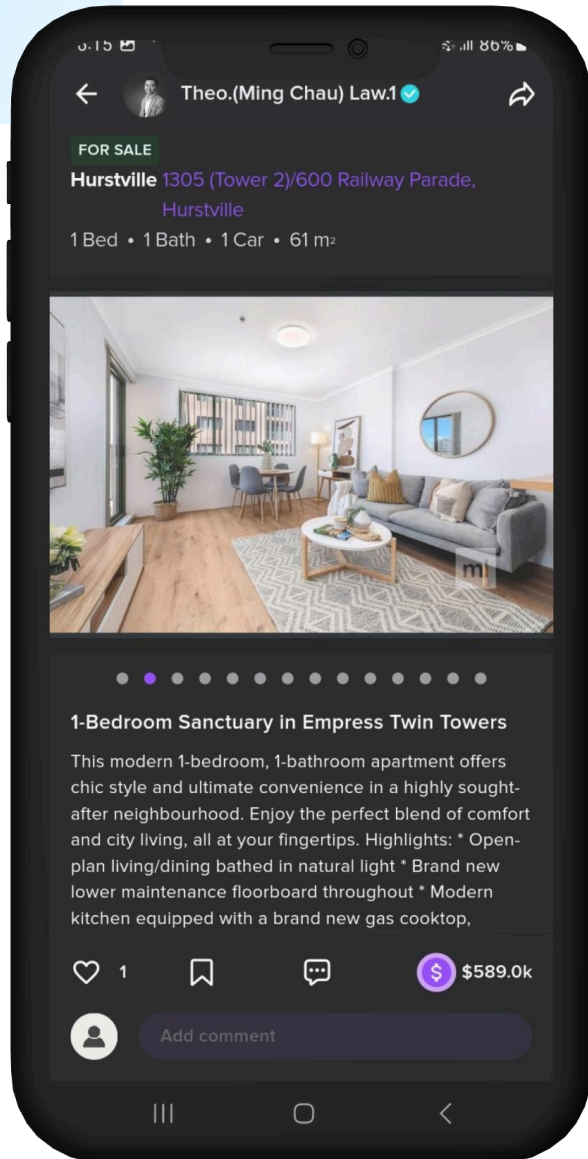 6:15
86%
Theo.(Ming Chau) Law.1
FOR SALE
Hurstville 1305 (Tower 2)/600 Railway Parade,
Hurstville
1 Bed • 1 Bath • 1 Car • 61 m²
m
1-Bedroom Sanctuary in Empress Twin Towers
This modern 1-bedroom, 1-bathroom apartment offers
chic style and ultimate convenience in a highly sought-
after neighbourhood. Enjoy the perfect blend of comfort
and city living, all at your fingertips. Highlights: * Open-
plan living/dining bathed in natural light * Brand new
lower maintenance floorboard throughout * Modern
kitchen equipped with a brand new gas cooktop,
1
$
$589.0k
Add comment